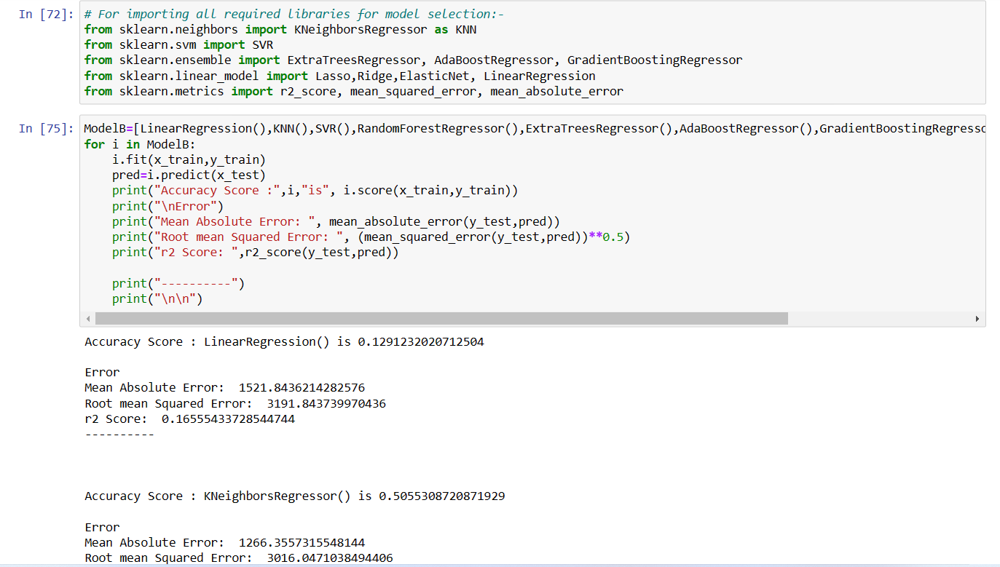 In [72]: # For importing all required libraries for model selection:-
from sklearn.neighbors import KNeighborsRegressor as KNN
from sklearn.svm import SVR
from sklearn.ensemble import ExtraTreesRegressor, AdaBoostRegressor, GradientBoostingRegressor
from sklearn.linear_model import Lasso,Ridge,ElasticNet, LinearRegression
from sklearn.metrics import r2_score, mean_squared_error, mean_absolute_error
In [75]: ModelB=[LinearRegression(),KNN(),SVR(),RandomForestRegressor(),ExtraTreesRegressor(),AdaBoostRegressor(),GradientBoostingRegresso
for i in ModelB:
    i.fit(x_train,y_train)
    pred=i.predict(x_test)
    print("Accuracy Score :",i,"is", i.score(x_train,y_train))
    print("\nError")
    print("Mean Absolute Error: ", mean_absolute_error(y_test,pred))
    print("Root mean Squared Error: ", (mean_squared_error(y_test,pred))**0.5)
    print("r2 Score: ",r2_score(y_test,pred))
    print("----------")
    print("\n\n")
Accuracy Score : LinearRegression() is 0.1291232020712504
Error
Mean Absolute Error:  1521.8436214282576
Root mean Squared Error:  3191.843739970436
r2 Score:  0.16555433728544744
----------
Accuracy Score : KNeighborsRegressor() is 0.5055308720871929
Error
Mean Absolute Error:  1266.3557315548144
Root mean Squared Error:  3016.0471038494406